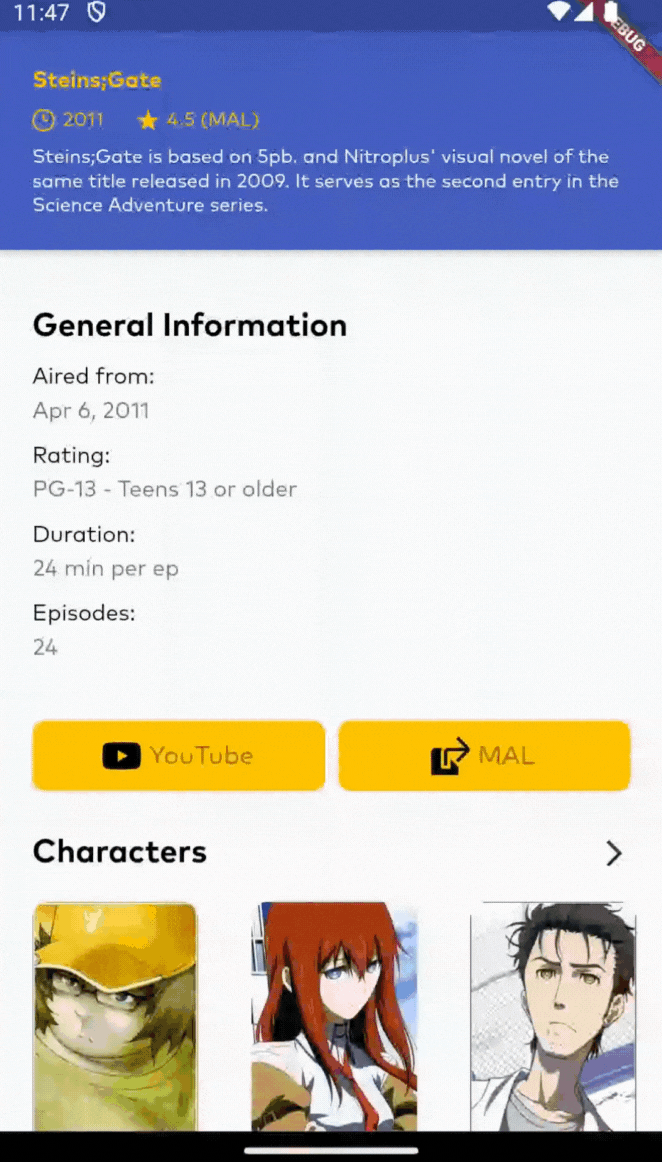 11:47
DEBUG
Steins;Gate
2011 4.5 (MAL)
Steins;Gate is based on 5pb. and Nitroplus' visual novel of the
same title released in 2009. It serves as the second entry in the
Science Adventure series.
General Information
Aired from:
Apr 6, 2011
Rating:
PG-13 - Teens 13 or older
Duration:
24 min per ep
Episodes:
24
YouTube MAL
Characters